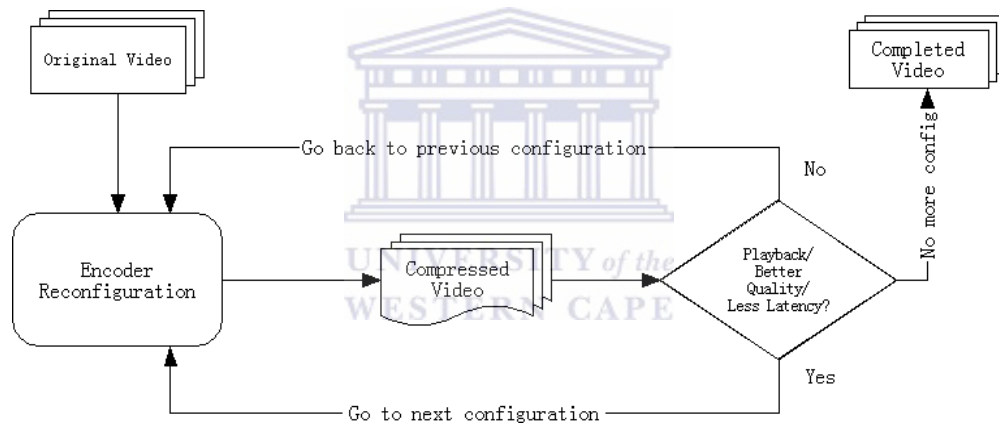 Original Video
Completed
Video
Go back to previous configuration
No
No more config
Encoder
Reconfiguration
UNIVERSITY of the
WESTERN CAPE
Compressed
Video
Playback/
Better
Quality/
Less Latency?
Yes
Go to next configuration